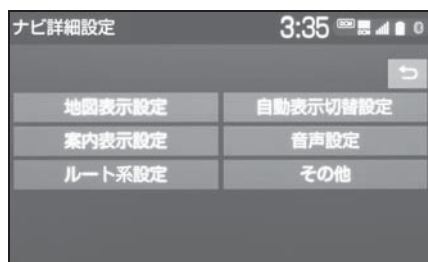 ナビ詳細設定 3:35
地図表示設定 自動表示切替設定
案内表示設定 音声設定
ルート系設定 その他